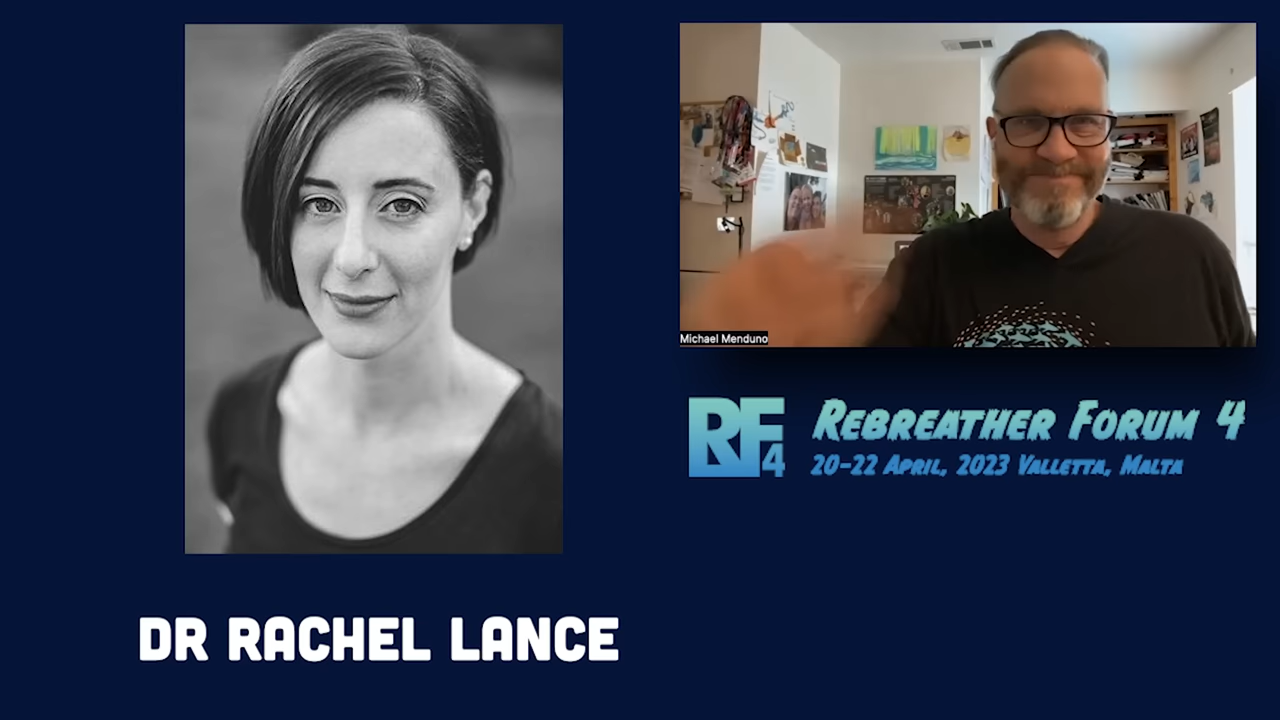 DR RACHEL LANCE
Michael Menduno
RF4
REBREATHER FORUM 4
20-22 APRIL, 2023 VALLETTA, MALTA